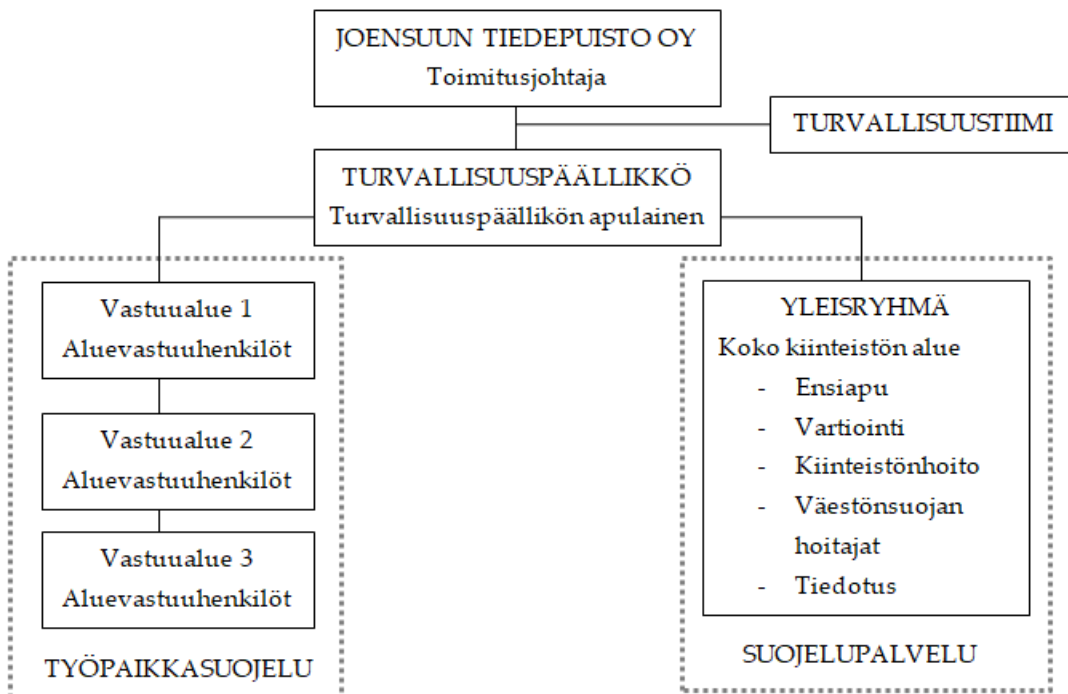 JOENSUUN TIEDEPUISTO OY
Toimitusjohtaja
TURVALLISUUSTIIMI
TURVALLISUUSPÄÄLLIKKÖ
Turvallisuuspäällikön apulainen
Vastuualue 1
Aluevastuuhenkilöt
Vastuualue 2
Aluevastuuhenkilöt
Vastuualue 3
Aluevastuuhenkilöt
TYÖPAIKKASUOJELU
YLEISRYHMÄ
Koko kiinteistön alue
- Ensiapu
- Vartiointi
- Kiinteistönhoito
- Väestönsuojan
hoitajat
- Tiedotus
SUOJELUPALVELU